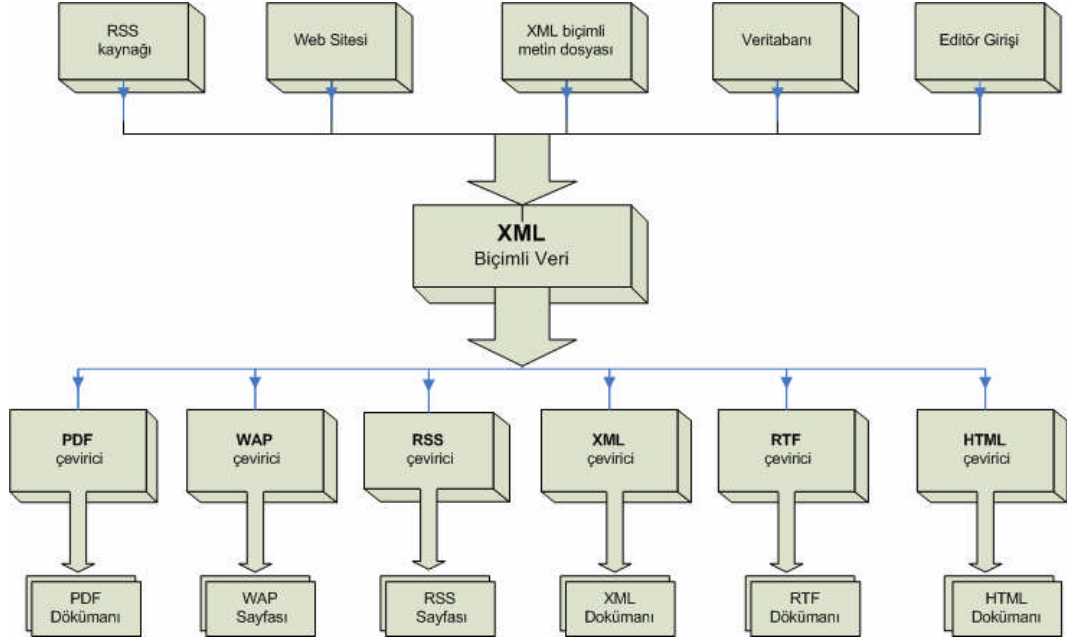 RSS
kaynağı
Web Sitesi
XML biçimli
metin dosyası
Veritabanı
Editör Girişi
XML
Biçimli Veri
PDF
çevirici
WAP
çevirici
RSS
çevirici
XML
çevirici
RTF
çevirici
HTML
çevirici
PDF
Dökümanı
WAP
Sayfası
RSS
Sayfası
XML
Dokümanı
RTF
Dökümanı
HTML
Dokümanı